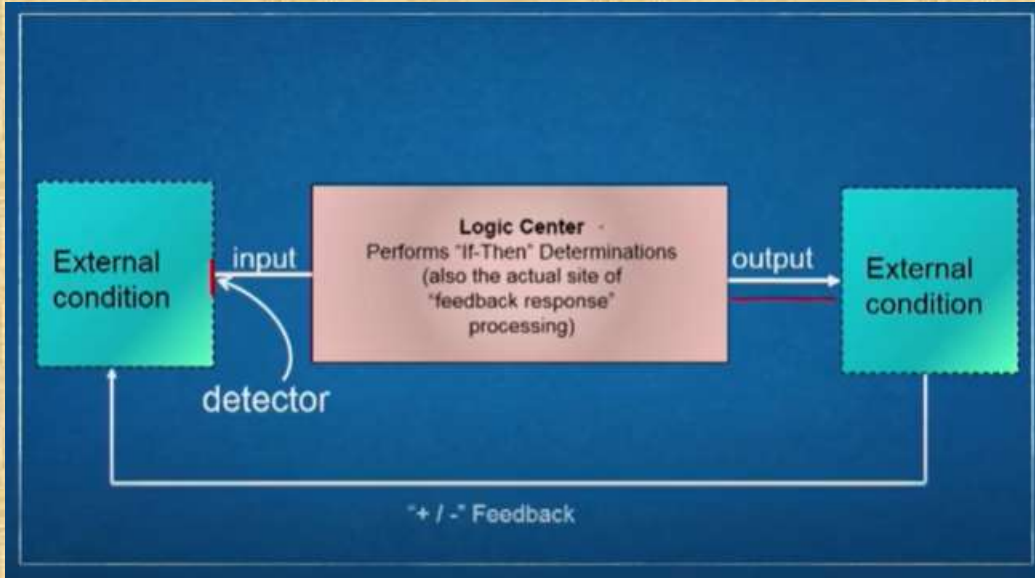 External
condition
input
Logic Center
Performs "If-Then" Determinations
(also the actual site of
"feedback response"
processing)
output
External
condition
detector
"+ / -" Feedback